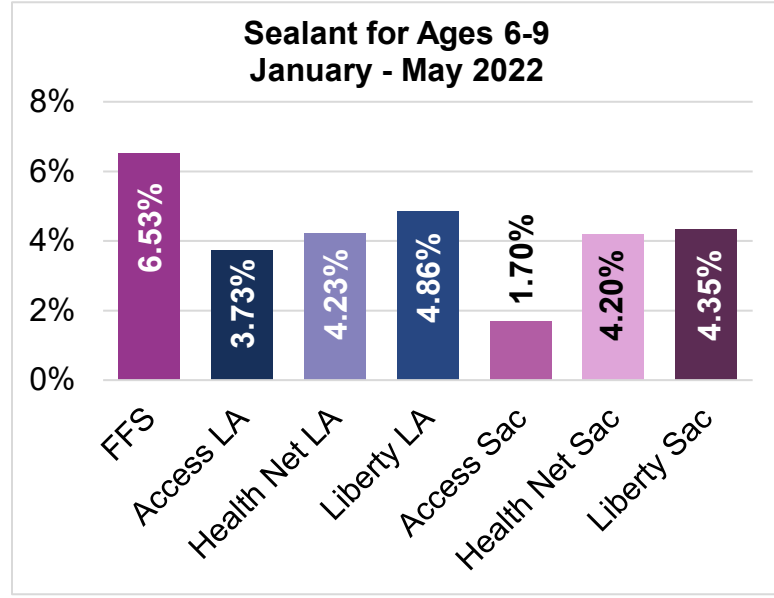 Sealant for Ages 6-9
January - May 2022
8%
6%
4%
2%
0%
6.53%
3.73%
4.23%
4.86%
1.70%
4.20%
4.35%
FFS
Access LA
Health Net LA
Liberty LA
Access Sac
Health Net Sac
Liberty Sac